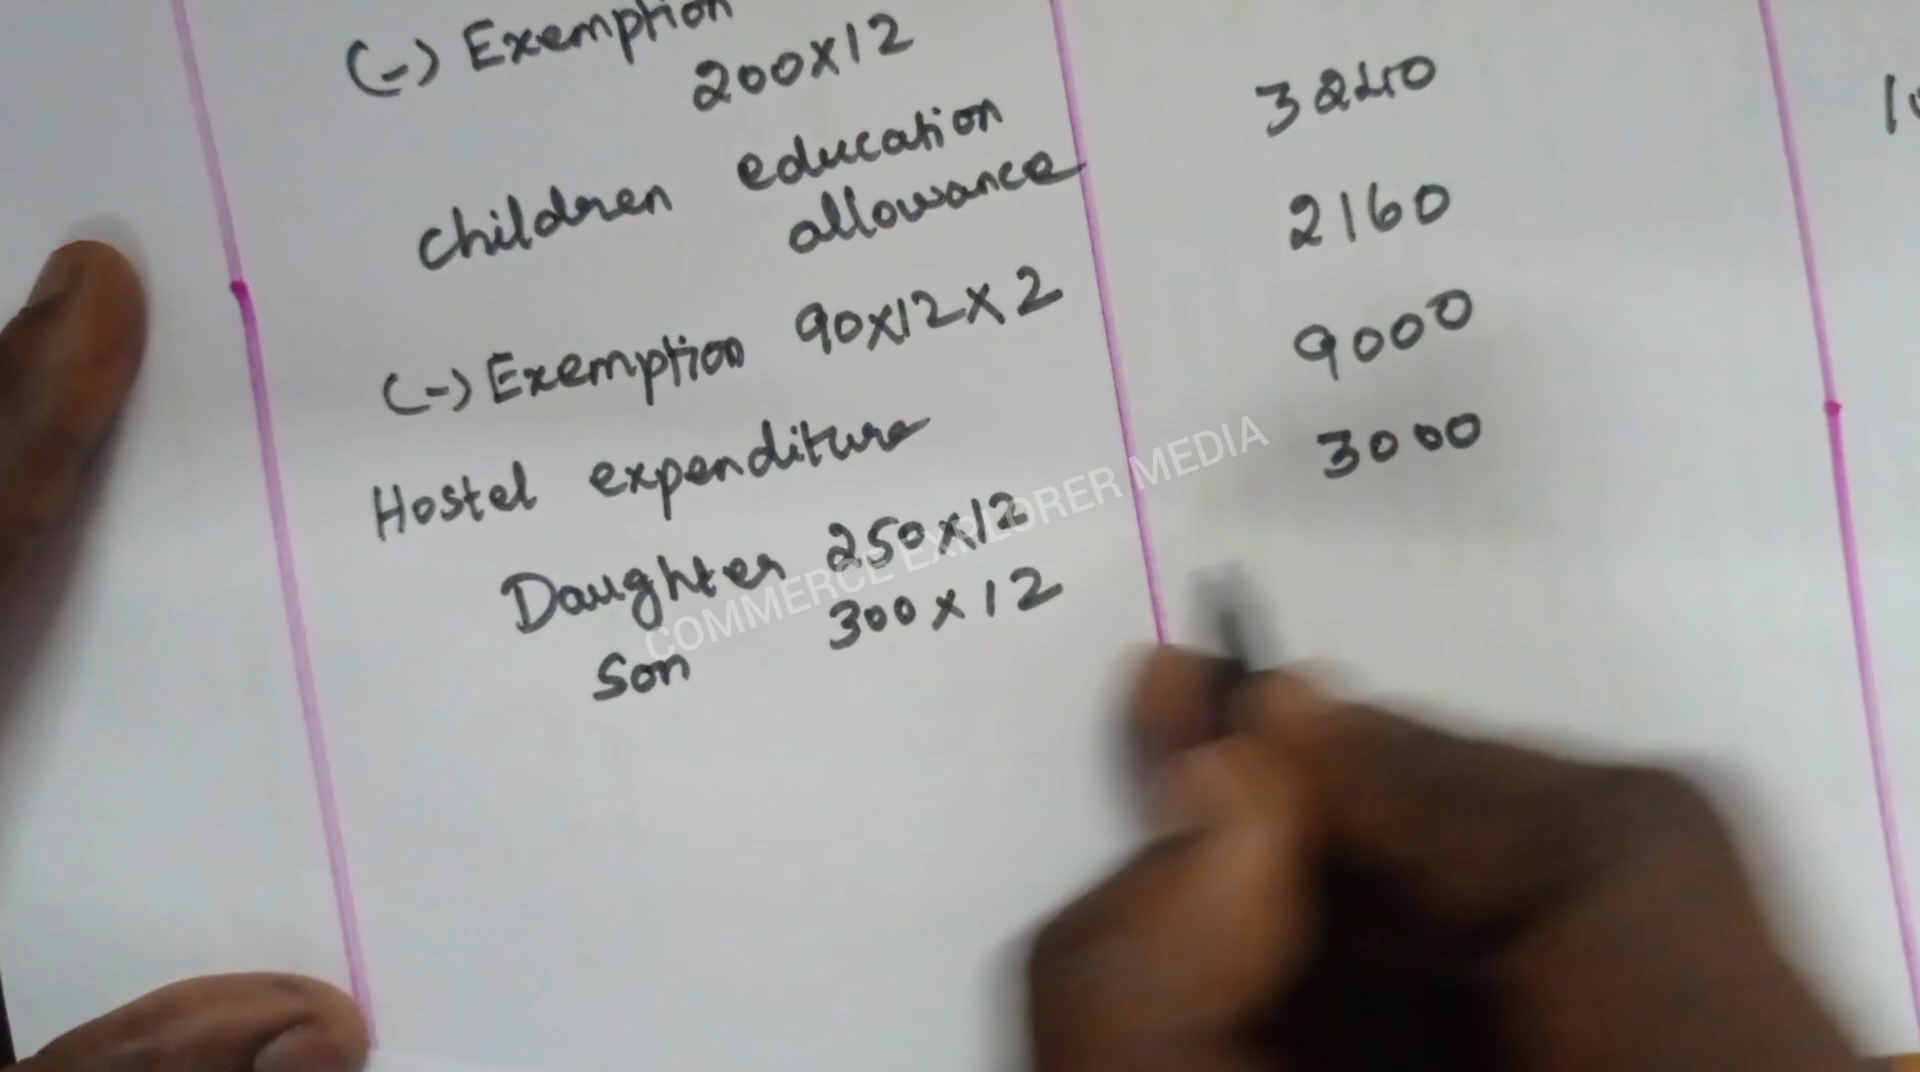 (-) Exemption
200x12
children education
allowance 3240
(-) Exemption 90x12x2 2160
Hostel expenditure 9000
Daughter 250x12 3000
Son 300x12
COMMERCE EXPLORER MEDIA